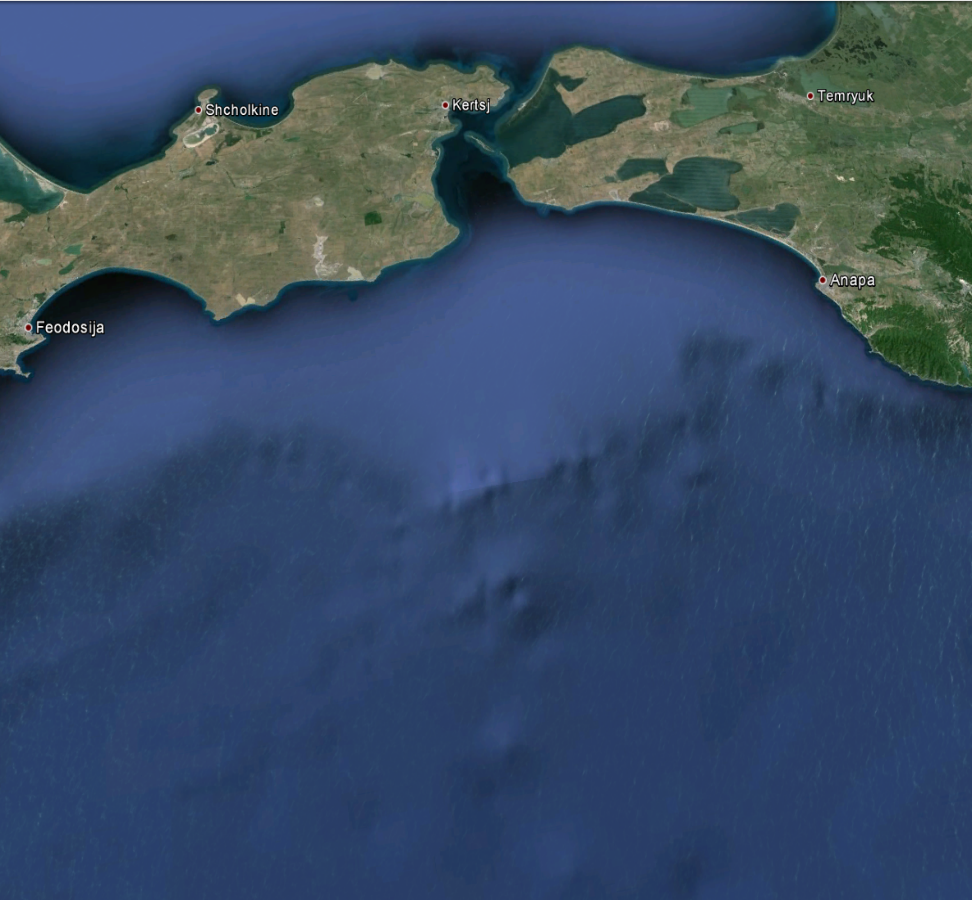 Temryuk
Kertsj
Shcholkine
Anapa
Feodosija